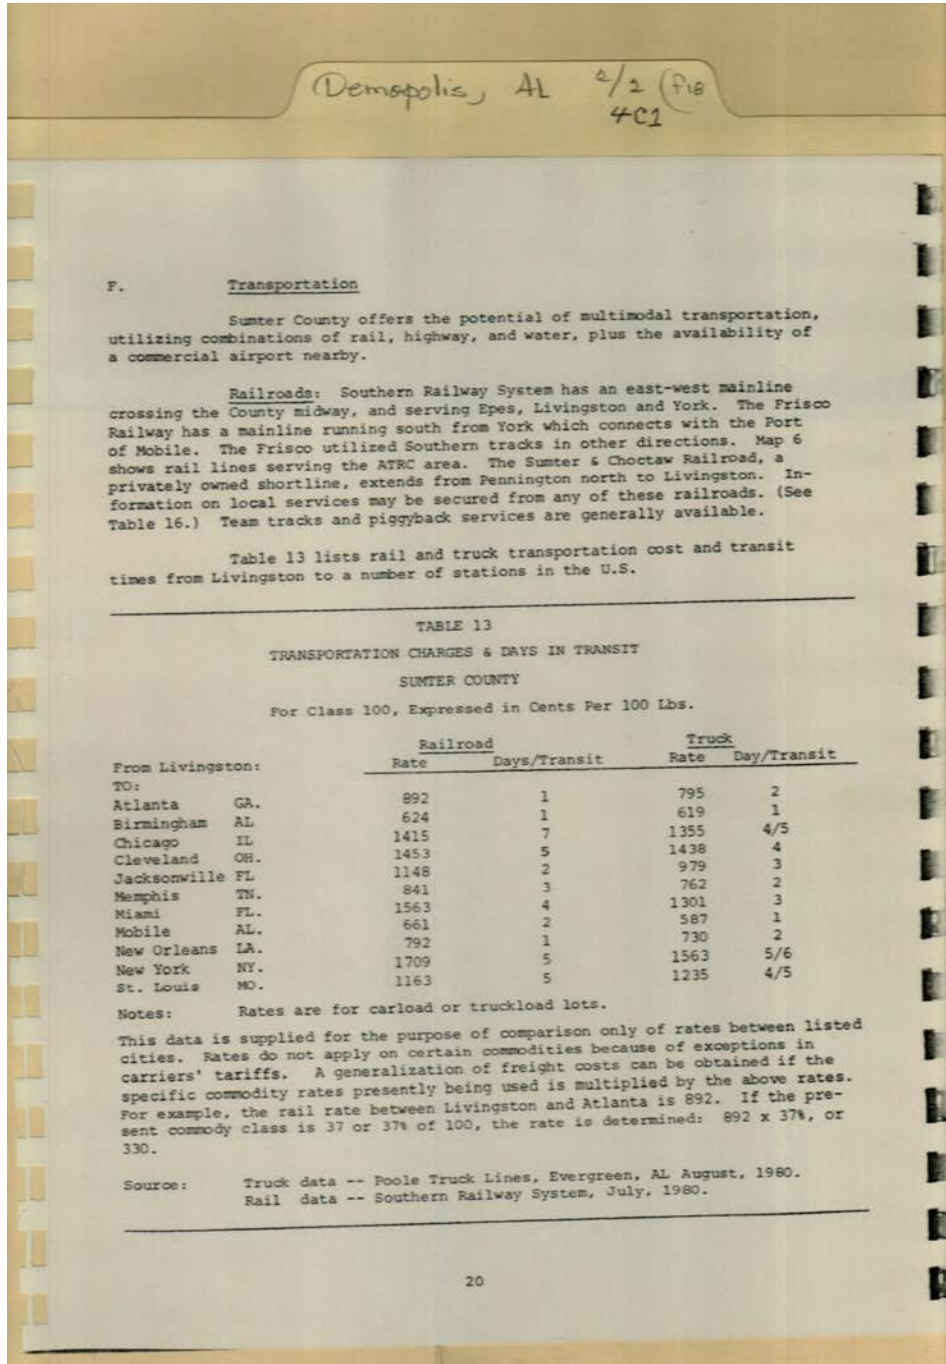 Demopolis, AL 2/2 (file
4C1
F. Transportation
Sumter County offers the potential of multimodal transportation,
utilizing combinations of rail, highway, and water, plus the availability of
a commercial airport nearby.
Railroads: Southern Railway System has an east-west mainline
crossing the County midway, and serving Epes, Livingston and York. The Frisco
Railway has a mainline running south from York which connects with the Port
of Mobile. The Frisco utilized Southern tracks in other directions. Map 6
shows rail lines serving the ATRC area. The Sumter & Choctaw Railroad, a
privately owned shortline, extends from Pennington north to Livingston. In-
formation on local services may be secured from any of these railroads. (See
Table 16.) Team tracks and piggyback services are generally available.
Table 13 lists rail and truck transportation cost and transit
times from Livingston to a number of stations in the U.S.
TABLE 13
TRANSPORTATION CHARGES & DAYS IN TRANSIT
SUMTER COUNTY
For Class 100, Expressed in Cents Per 100 Lbs.
Railroad Truck
From Livingston: Rate Days/Transit Rate Day/Transit
TO:
Atlanta GA. 892 1 795 2
Birmingham AL 624 1 619 1
Chicago IL 1415 7 1355 4/5
Cleveland OH. 1453 5 1438 4
Jacksonville FL 1148 2 979 3
Memphis TN. 841 3 762 2
Miami FL. 1563 4 1301 3
Mobile AL. 661 2 587 1
New Orleans LA. 792 1 730 2
New York NY. 1709 5 1563 5/6
St. Louis MO. 1163 5 1235 4/5
Notes: Rates are for carload or truckload lots.
This data is supplied for the purpose of comparison only of rates between listed
cities. Rates do not apply on certain commodities because of exceptions in
carriers' tariffs. A generalization of freight costs can be obtained if the
specific commodity rates presently being used is multiplied by the above rates.
For example, the rail rate between Livingston and Atlanta is 892. If the pre-
sent commody class is 37 or 37% of 100, the rate is determined: 892 x 37%, or
330.
Source: Truck data -- Poole Truck Lines, Evergreen, AL August, 1980.
Rail data -- Southern Railway System, July, 1980.
20